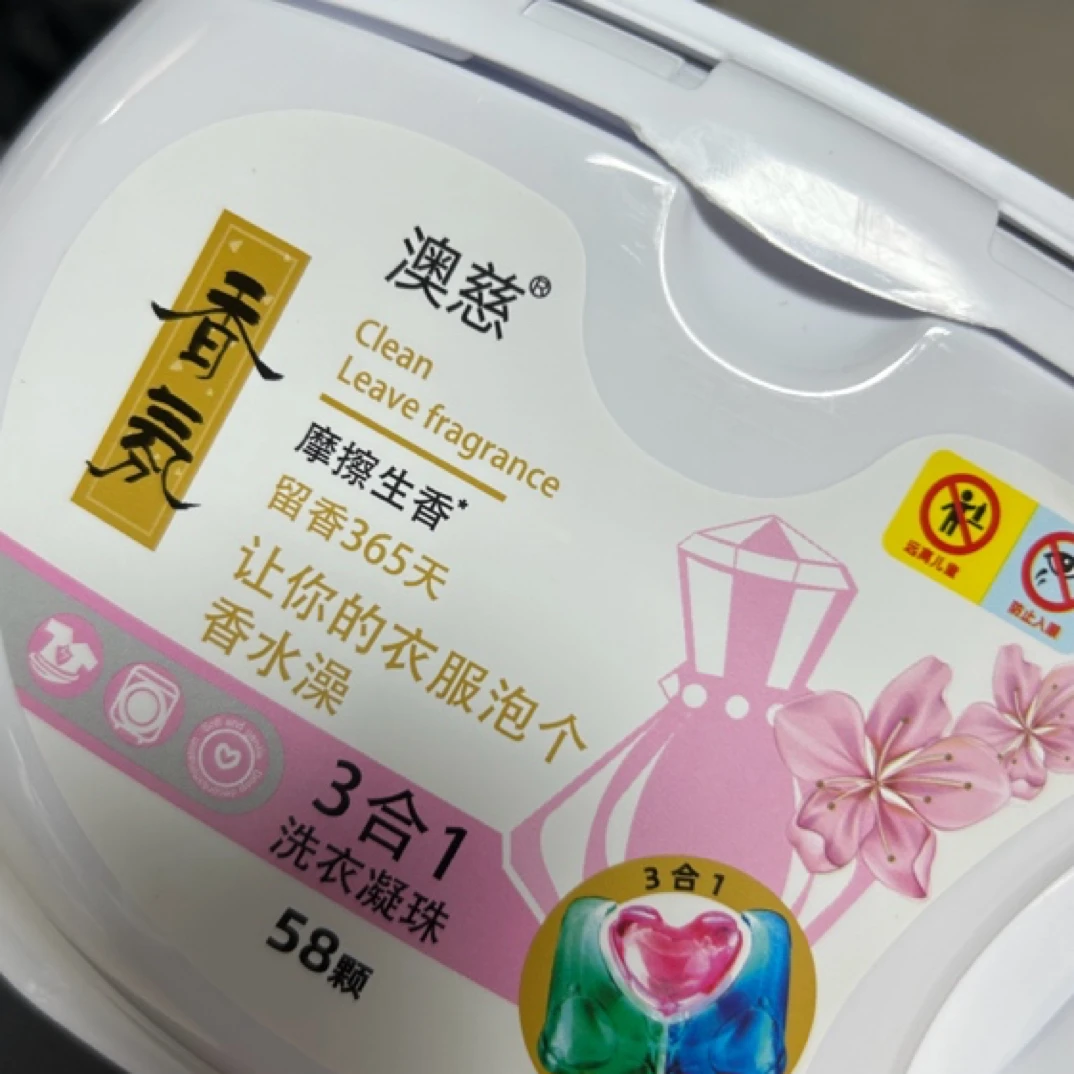 香氛
澳慈®
Clean
Leave fragrance
摩擦生香*
留香365天
让你的衣服泡个
香水澡
3合1
洗衣凝珠
58颗
3合1
远离儿童
防止入眼